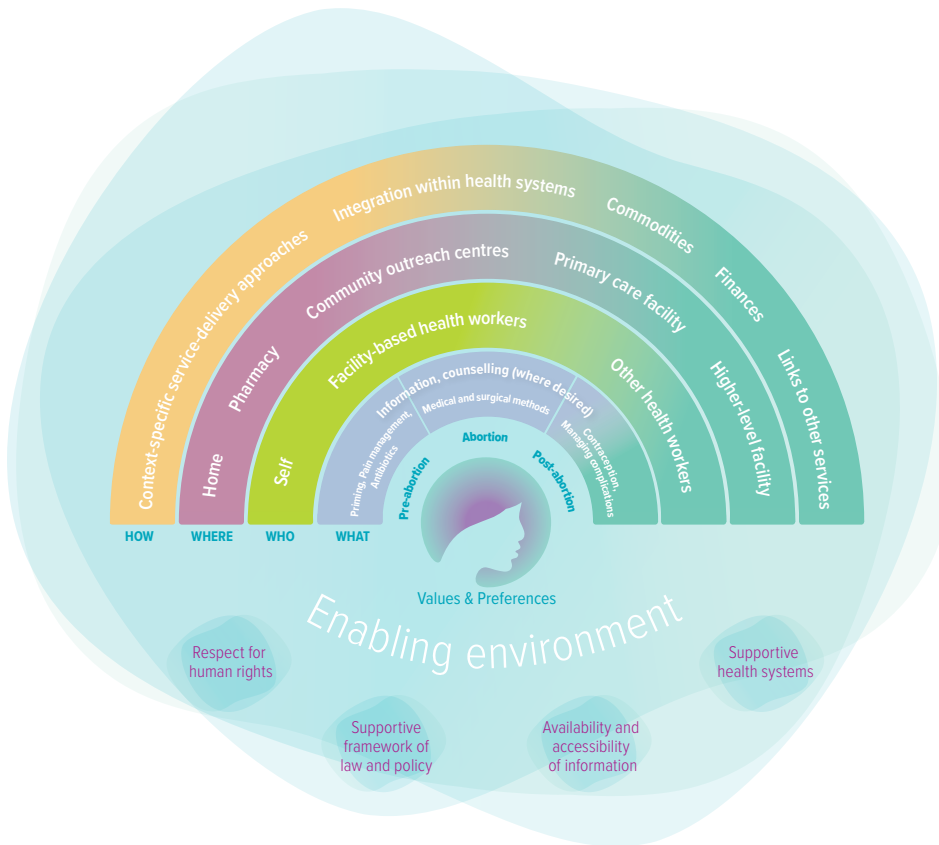 Context-specific service-delivery approaches
Integration within health systems
Commodities
Finances
Links to other services
Home
Pharmacy
Community outreach centres
Primary care facility
Higher-level facility
Self
Facility-based health workers
Other health workers
Information, counselling (where desired)
Priming, Pain management,
Antibiotics
Medical and surgical methods
Contraception,
Managing complications
Pre-abortion
Abortion
Post-abortion
HOW
WHERE
WHO
WHAT
Values & Preferences
Enabling environment
Respect for
human rights
Supportive
framework of
law and policy
Availability and
accessibility
of information
Supportive
health systems